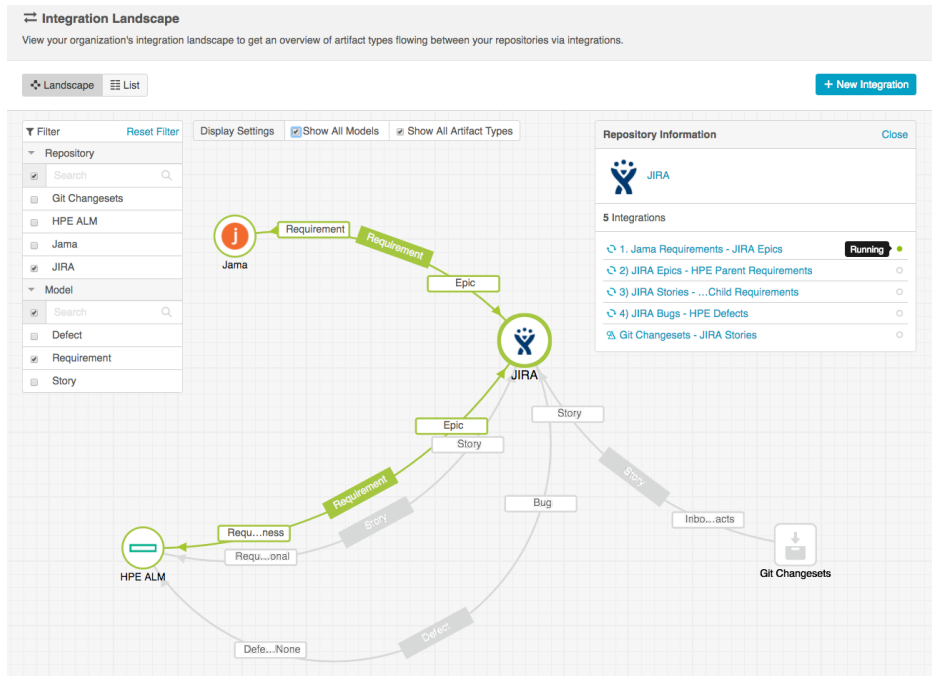 Integration Landscape
View your organization's integration landscape to get an overview of artifact types flowing between your repositories via integrations.
Landscape
List
+ New Integration
Filter
Reset Filter
Repository
Search
Git Changesets
HPE ALM
Jama
JIRA
Model
Search
Defect
Requirement
Story
Display Settings
Show All Models
Show All Artifact Types
Repository Information
Close
JIRA
5 Integrations
1. Jama Requirements - JIRA Epics
Running
2) JIRA Epics - HPE Parent Requirements
3) JIRA Stories - ...Child Requirements
4) JIRA Bugs - HPE Defects
Git Changesets - JIRA Stories
j
Jama
Requirement
Requirement
Epic
JIRA
Story
Epic
Story
Story
Requirement
Bug
Story
Inbo....acts
Requ...ness
Requ...onal
HPE ALM
Git Changesets
Defect
Defe...None